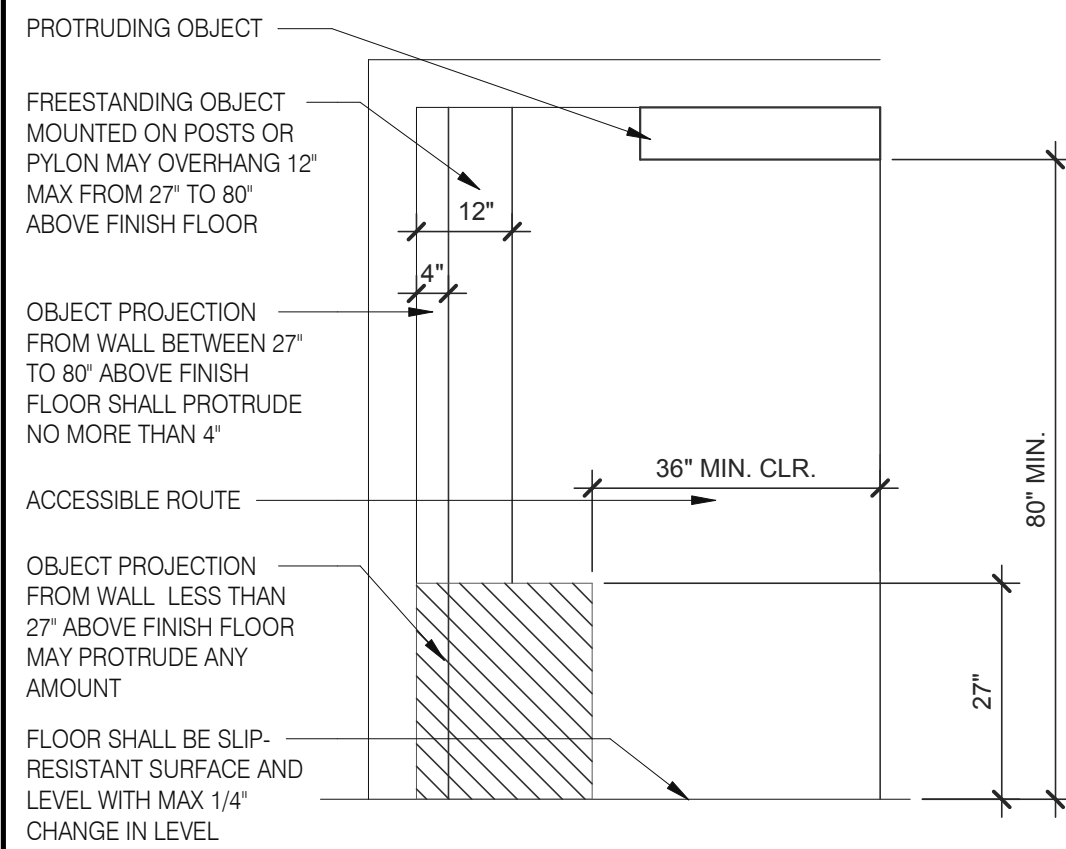 PROTRUDING OBJECT
FREESTANDING OBJECT
MOUNTED ON POSTS OR
PYLON MAY OVERHANG 12"
MAX FROM 27" TO 80"
ABOVE FINISH FLOOR
12"
4"
OBJECT PROJECTION
FROM WALL BETWEEN 27"
TO 80" ABOVE FINISH
FLOOR SHALL PROTRUDE
NO MORE THAN 4"
36" MIN. CLR.
80" MIN.
ACCESSIBLE ROUTE
OBJECT PROJECTION
FROM WALL LESS THAN
27" ABOVE FINISH FLOOR
MAY PROTRUDE ANY
AMOUNT
27"
FLOOR SHALL BE SLIP-
RESISTANT SURFACE AND
LEVEL WITH MAX 1/4"
CHANGE IN LEVEL